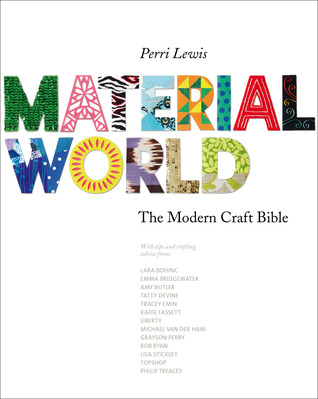 Perri Lewis
MATERIAL
WORLD
The Modern Craft Bible
With tips and crafting
advice from:
LARA BOHINC
EMMA BRIDGEWATER
AMY BUTLER
TATTY DEVINE
TRACEY EMIN
KAFFE FASSETT
LIBERTY
MICHAEL VAN DER HAM
GRAYSON PERRY
ROB RYAN
LISA STICKLEY
TOPSHOP
PHILIP TREACEY